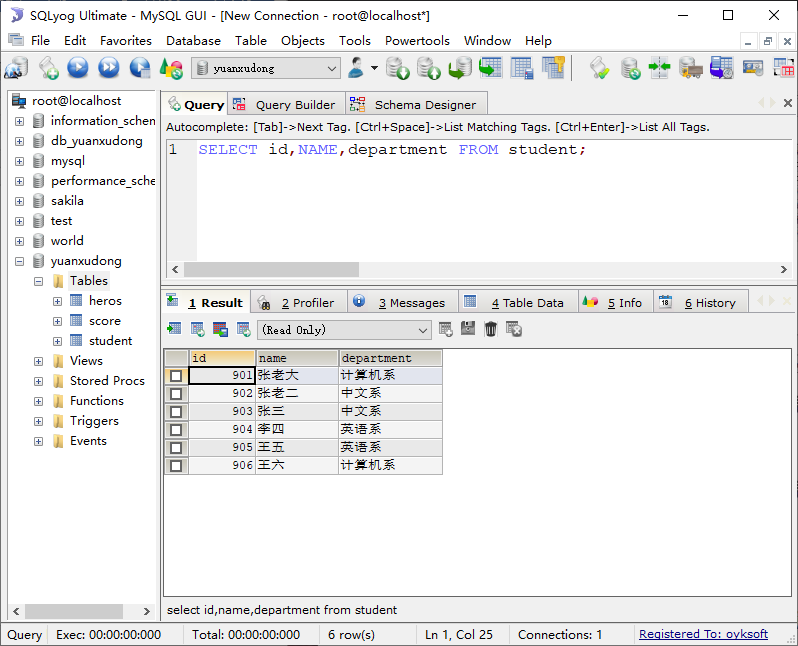 SQLyog Ultimate - MySQL GUI - [New Connection - root@localhost*]
File Edit Favorites Database Table Objects Tools Powertools Window Help
yuanxudong
root@localhost
information_schem
db_yuanxudong
mysql
performance_sche
sakila
test
world
yuanxudong
Tables
heros
score
student
Views
Stored Procs
Functions
Triggers
Events
Query Query Builder Schema Designer
Autocomplete: [Tab]->Next Tag. [Ctrl+Space]->List Matching Tags. [Ctrl+Enter]->List All Tags.
1 SELECT id,NAME,department FROM student;
1 Result 2 Profiler 3 Messages 4 Table Data 5 Info 6 History
(Read Only)
id name department
901 张老大 计算机系
902 张老二 中文系
903 张三 中文系
904 李四 英语系
905 王五 英语系
906 王六 计算机系
select id,name,department from student
Query Exec: 00:00:00:000 Total: 00:00:00:000 6 row(s) Ln 1, Col 25 Connections: 1 Registered To: ovksoft